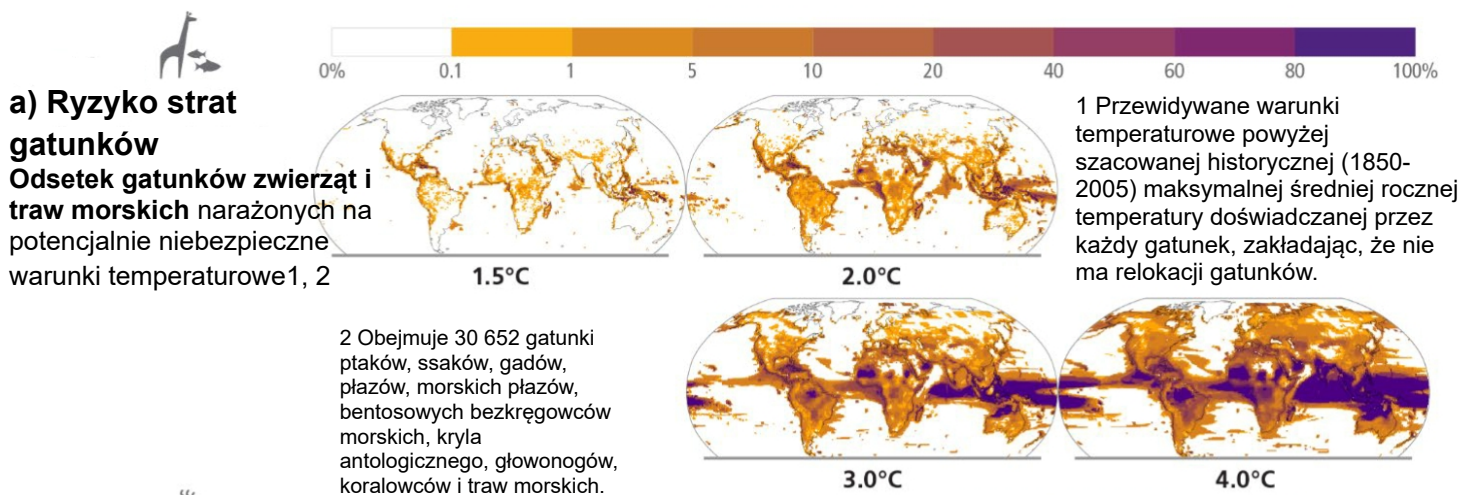 0% 0.1 1 5 10 20 40 60 80 100%
a) Ryzyko strat
gatunków
Odsetek gatunków zwierząt i
traw morskich narażonych na
potencjalnie niebezpieczne
warunki temperaturowe1, 2
1.5°C
2.0°C
1 Przewidywane warunki
temperaturowe powyżej
szacowanej historycznej (1850-
2005) maksymalnej średniej rocznej
temperatury doświadczanej przez
każdy gatunek, zakładając, że nie
ma relokacji gatunków.
2 Obejmuje 30 652 gatunki
ptaków, ssaków, gadów,
płazów, morskich płazów,
bentosowych bezkręgowców
morskich, kryla
antologicznego, głowonogów,
koralowców i traw morskich.
3.0°C
4.0°C